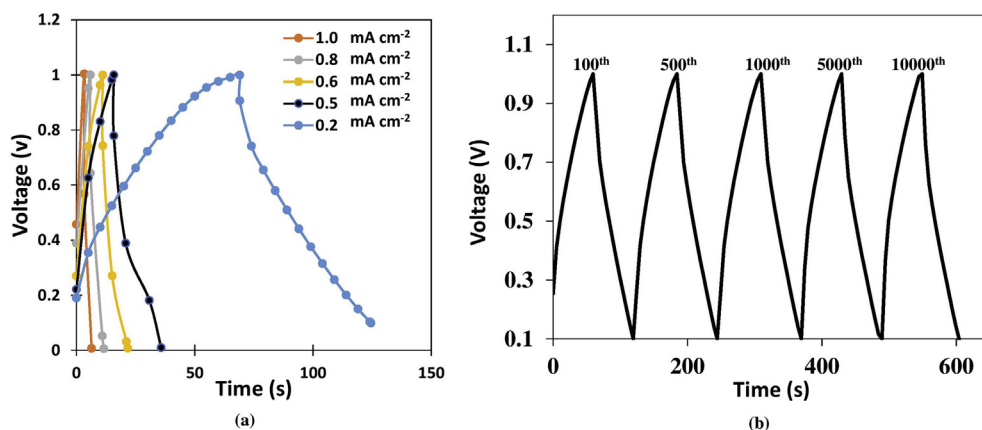 1.2
1
0.8
0.6
0.4
0.2
0
Voltage (v)
1.0 mA cm-2
0.8 mA cm-2
0.6 mA cm-2
0.5 mA cm-2
0.2 mA cm-2
0 50 100 150
Time (s)
(a)
1.1
0.9
0.7
0.5
0.3
0.1
Voltage (V)
100th 500th 1000th 5000th 10000th
0 200 400 600
Time (s)
(b)